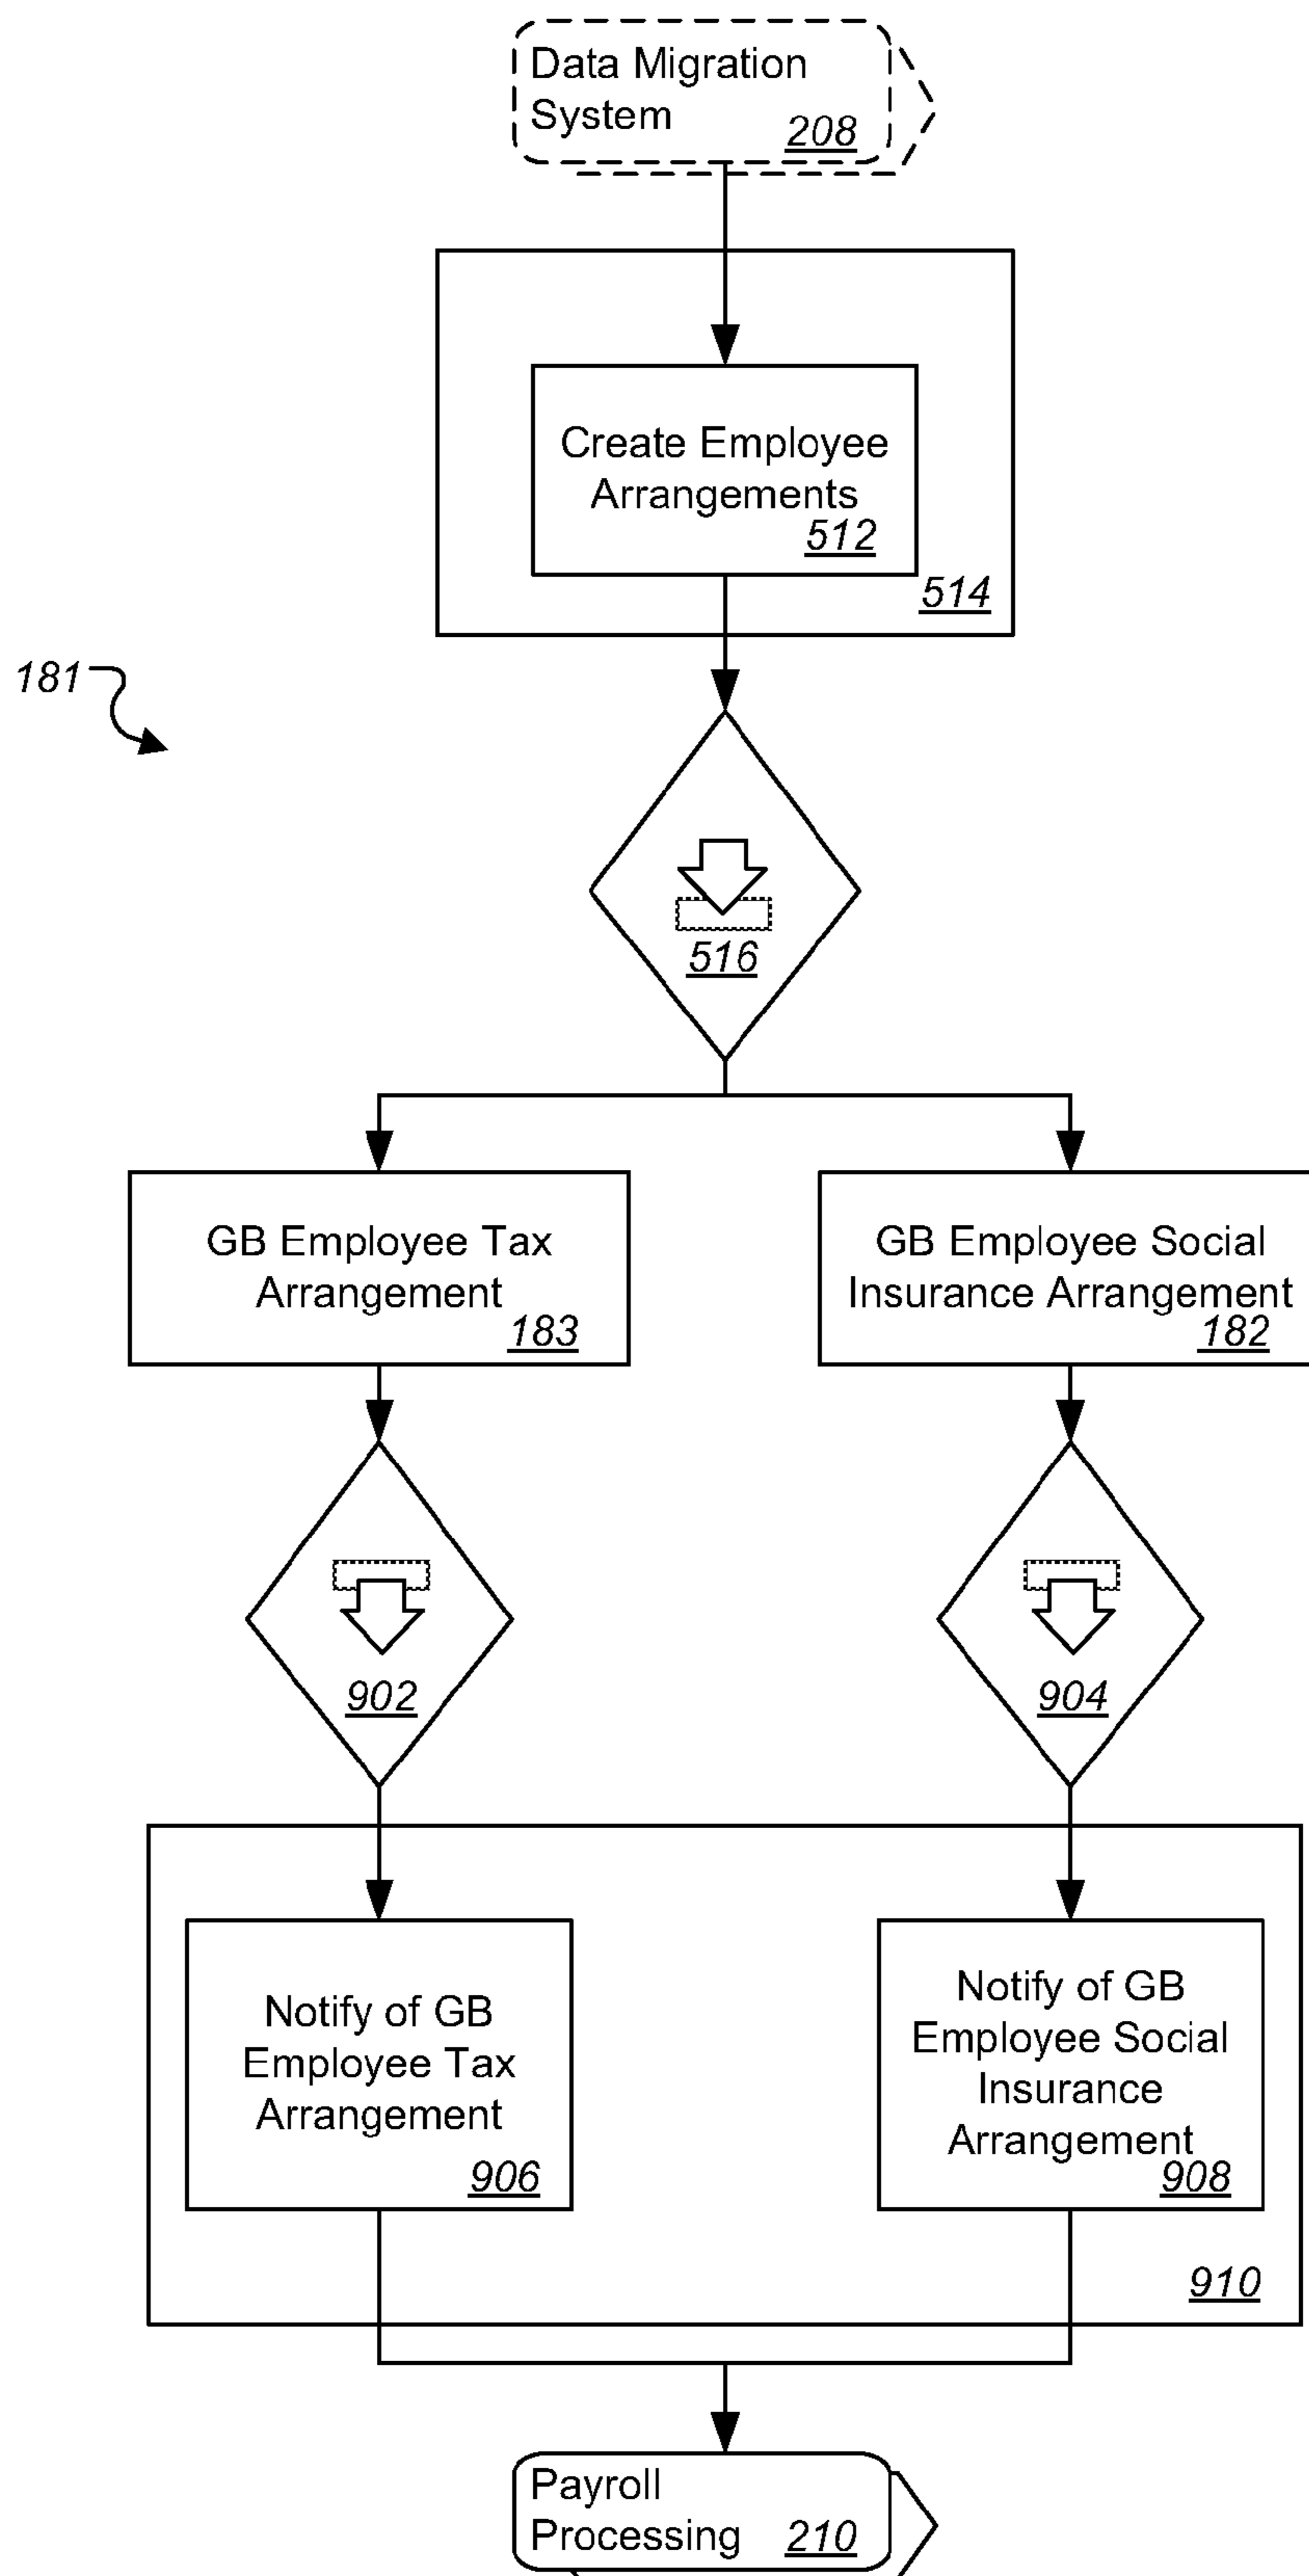 Data Migration
System 208
Create Employee
Arrangements
512
514
181
516
GB Employee Tax
Arrangement
183
GB Employee Social
Insurance Arrangement
182
902
904
Notify of GB
Employee Tax
Arrangement
906
Notify of GB
Employee Social
Insurance
Arrangement
908
910
Payroll
Processing 210